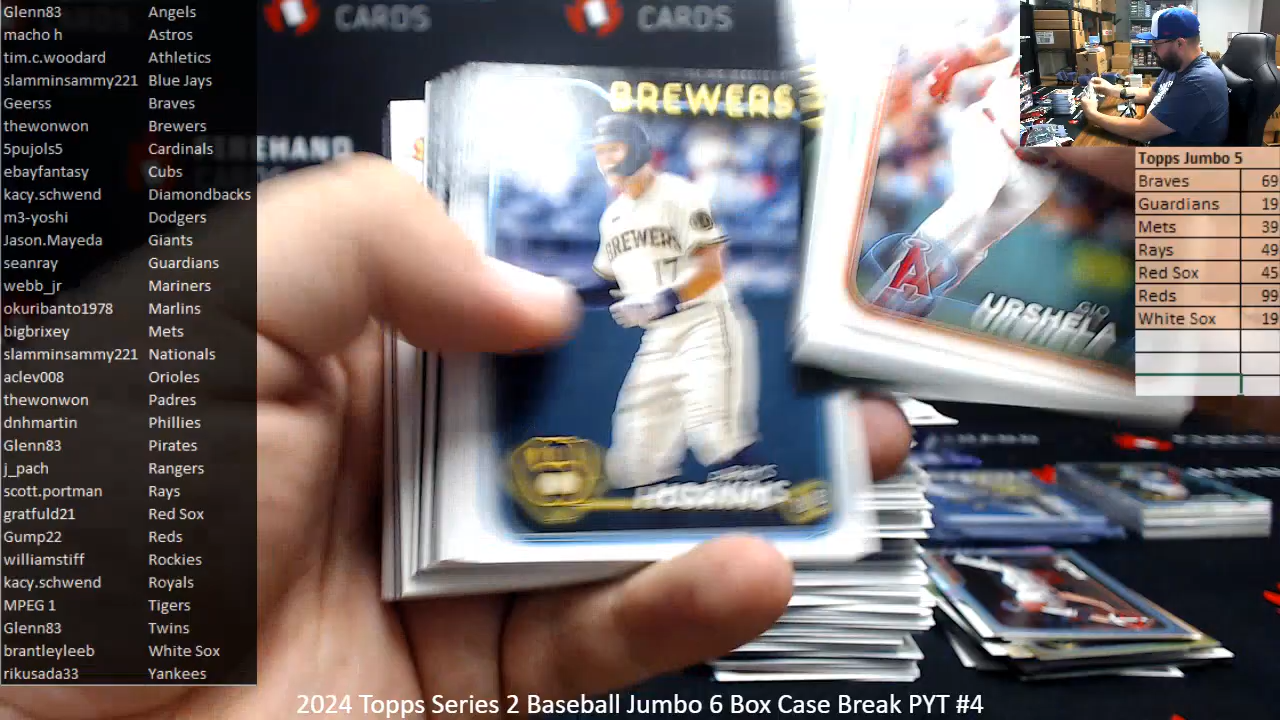 Glenn83 Angels
macho h Astros
tim.c.woodard Athletics
slamminsammy221 Blue Jays
Geerss Braves
thewonwon Brewers
5pujols5 Cardinals
ebayfantasy Cubs
kacy.schwend Diamondbacks
m3-yoshi Dodgers
Jason.Mayeda Giants
seanray Guardians
webb_jr Mariners
okuribanto1978 Marlins
bigbrixey Mets
slamminsammy221 Nationals
aclev008 Orioles
thewonwon Padres
dnhmartin Phillies
Glenn83 Pirates
j_pach Rangers
scott.portman Rays
gratfuld21 Red Sox
Gump22 Reds
williamstiff Rockies
kacy.schwend Royals
MPEG 1 Tigers
Glenn83 Twins
brantleyleeb White Sox
rikusada33 Yankees
CARDS
CARDS
BREWERS
BREWERS
17
HOSKINS
A
GIO
URSHELA
Topps Jumbo 5
Braves 69
Guardians 19
Mets 39
Rays 49
Red Sox 45
Reds 99
White Sox 19
2024 Topps Series 2 Baseball Jumbo 6 Box Case Break PYT #4